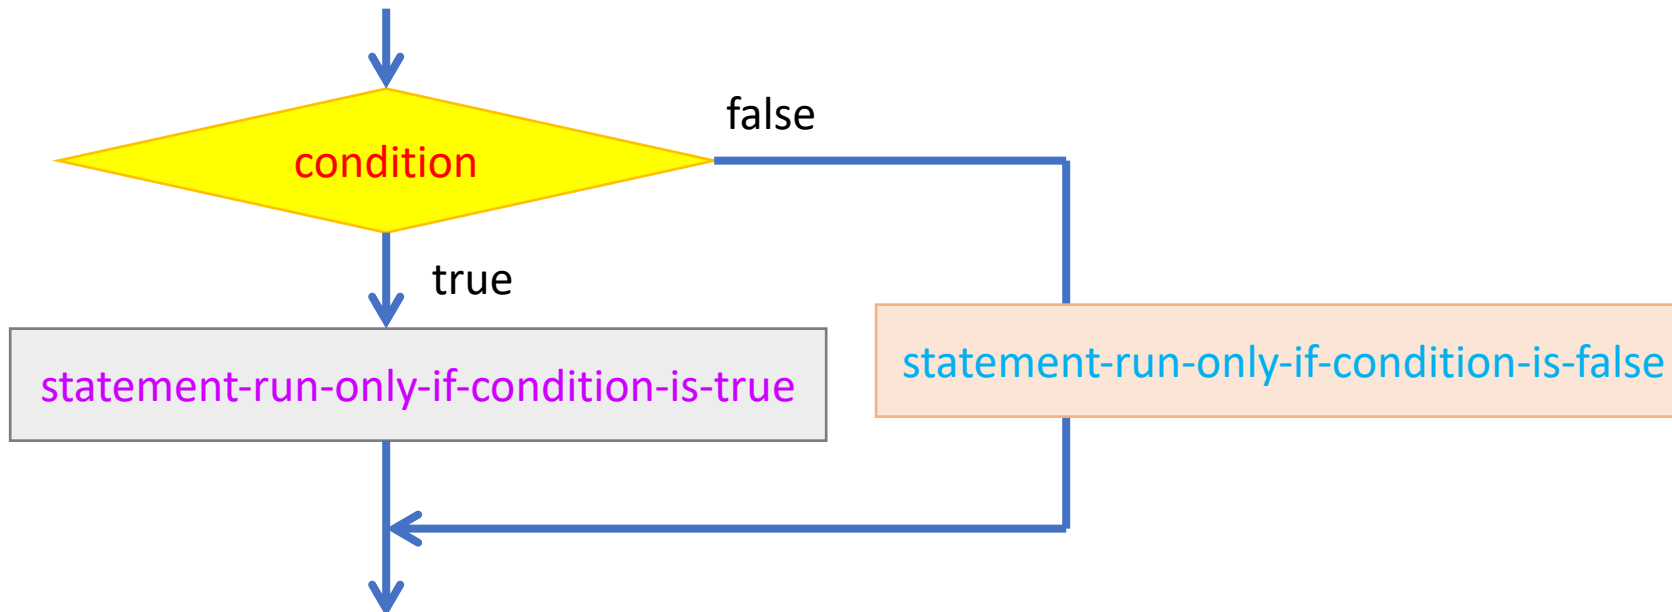 false
condition
true
statement-run-only-if-condition-is-true
statement-run-only-if-condition-is-false